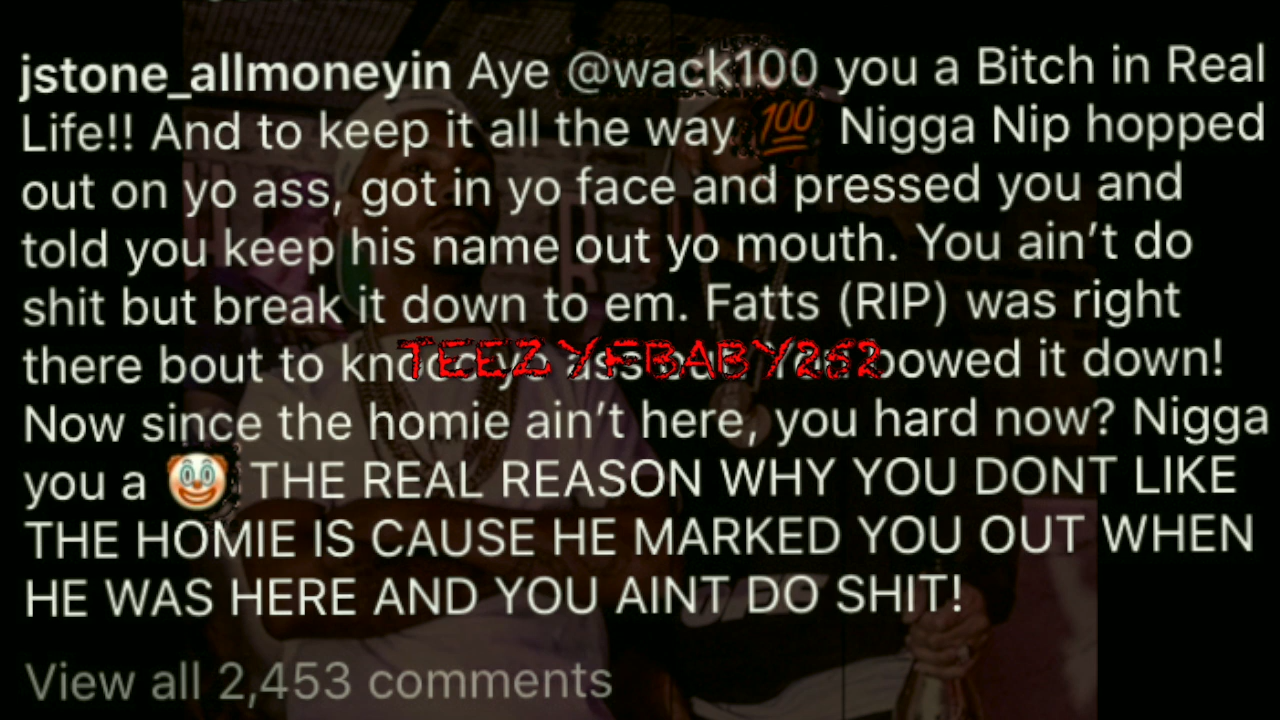 jstone_allmoneyin Aye @wack100 you a Bitch in Real
Life!! And to keep it all the way 💯 Nigga Nip hopped
out on yo ass, got in yo face and pressed you and
told you keep his name out yo mouth. You ain't do
shit but break it down to em. Fatts (RIP) was right
there bout to yo bowed it down!
TEEZYFBABY252
Now since the homie ain't here, you hard now? Nigga
you a 🤡 THE REAL REASON WHY YOU DONT LIKE
THE HOMIE IS CAUSE HE MARKED YOU OUT WHEN
HE WAS HERE AND YOU AINT DO SHIT!
View all 2,453 comments